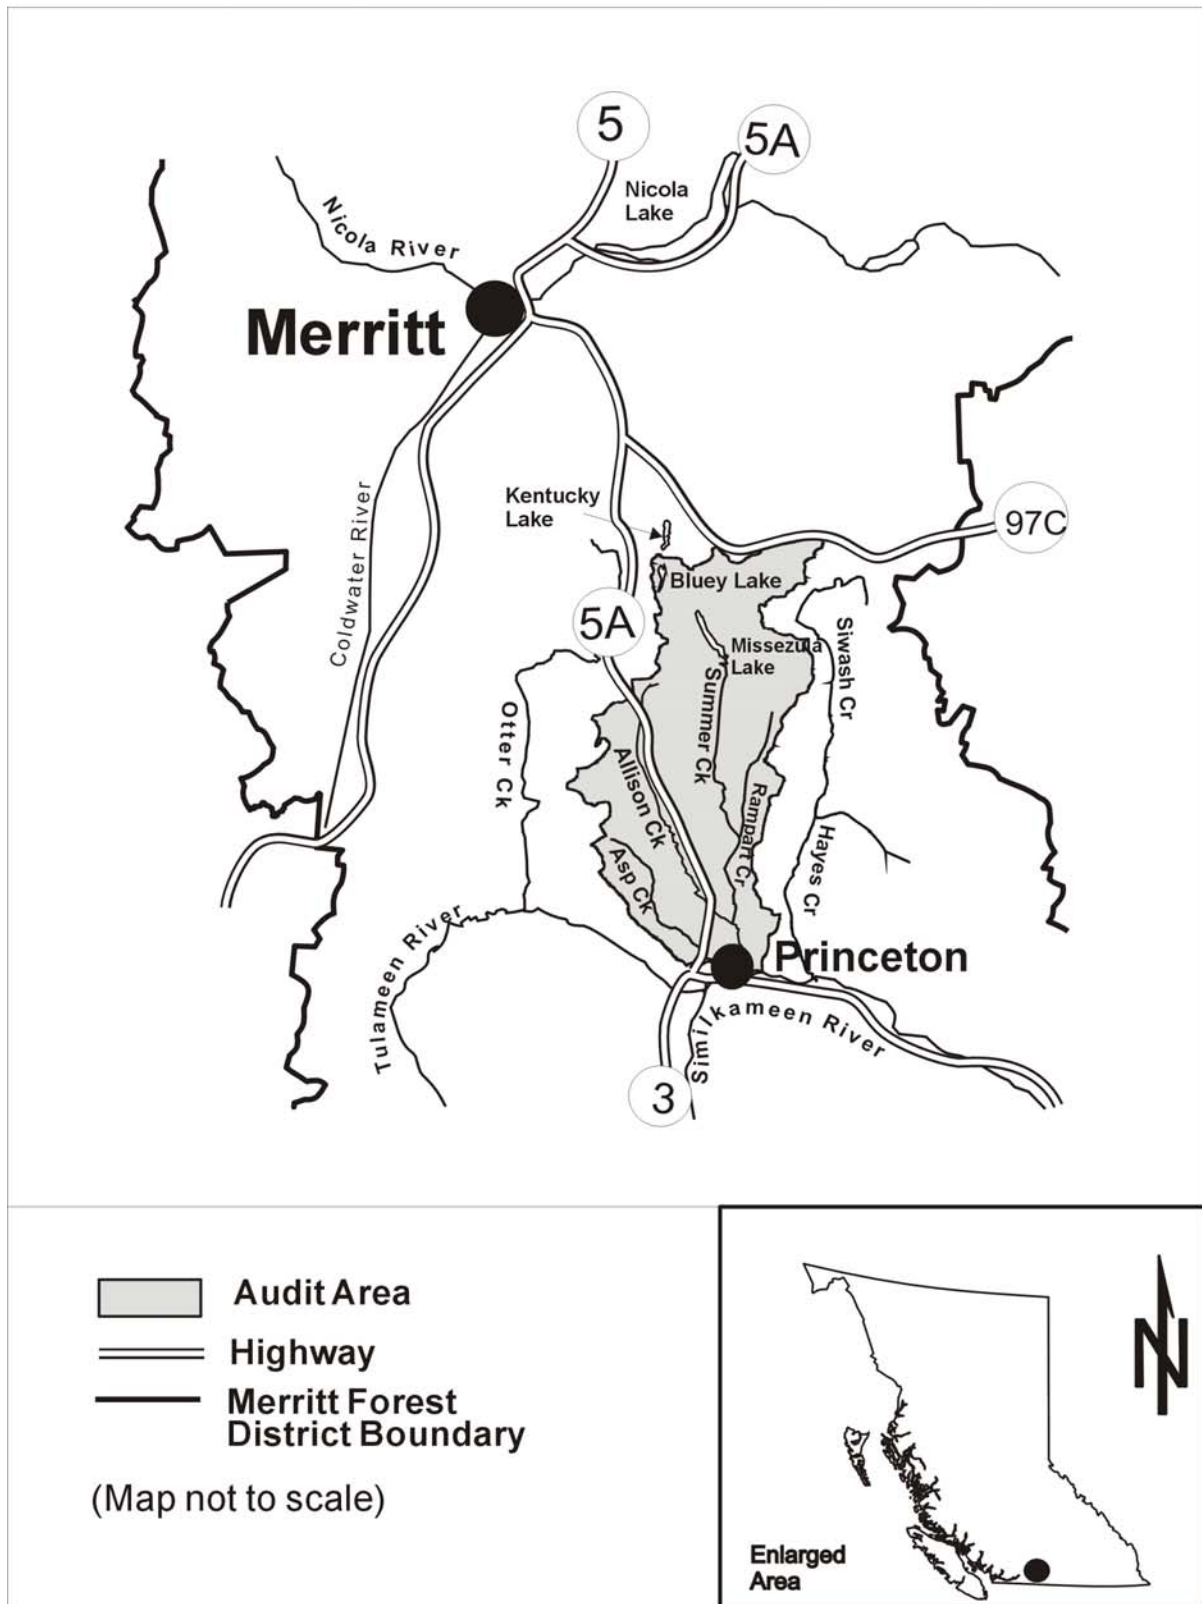 5
5A
Nicola
Lake
Nicola River
Merritt
Kentucky
Lake
97C
Coldwater River
Bluey Lake
5A
Missezula
Lake
Siwash Cr
Summer Ck
Otter Ck
Allison Ck
Rampart Cr
Asp Ck
Hayes Cr
Tulameen River
Princeton
Similkameen River
3
Audit Area
Highway
Merritt Forest
District Boundary
(Map not to scale)
N
Enlarged
Area